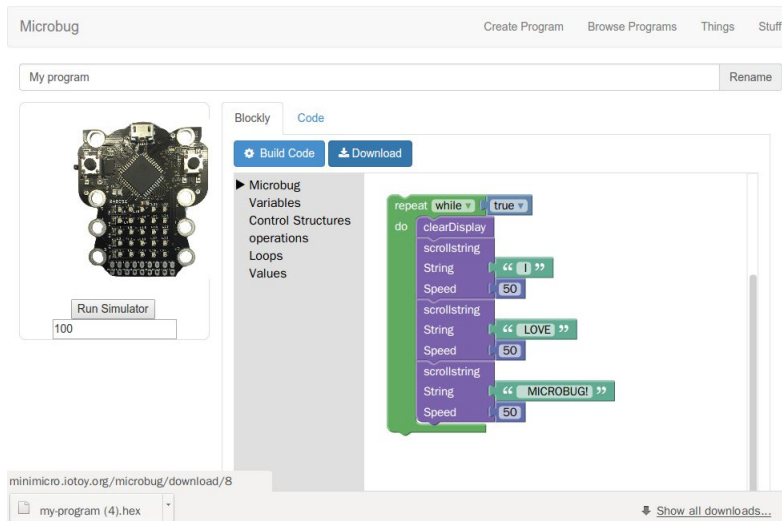 Microbug
Create Program Browse Programs Things Stuff
My program
Rename
Blockly Code
Build Code Download
Microbug
Variables
Control Structures
operations
Loops
Values
repeat while true
do clearDisplay
scrollstring
String “ I ”
Speed 50
scrollstring
String “ LOVE ”
Speed 50
scrollstring
String “ MICROBUG! ”
Speed 50
Run Simulator
100
minimicro.iotoy.org/microbug/download/8
my-program (4).hex
Show all downloads...